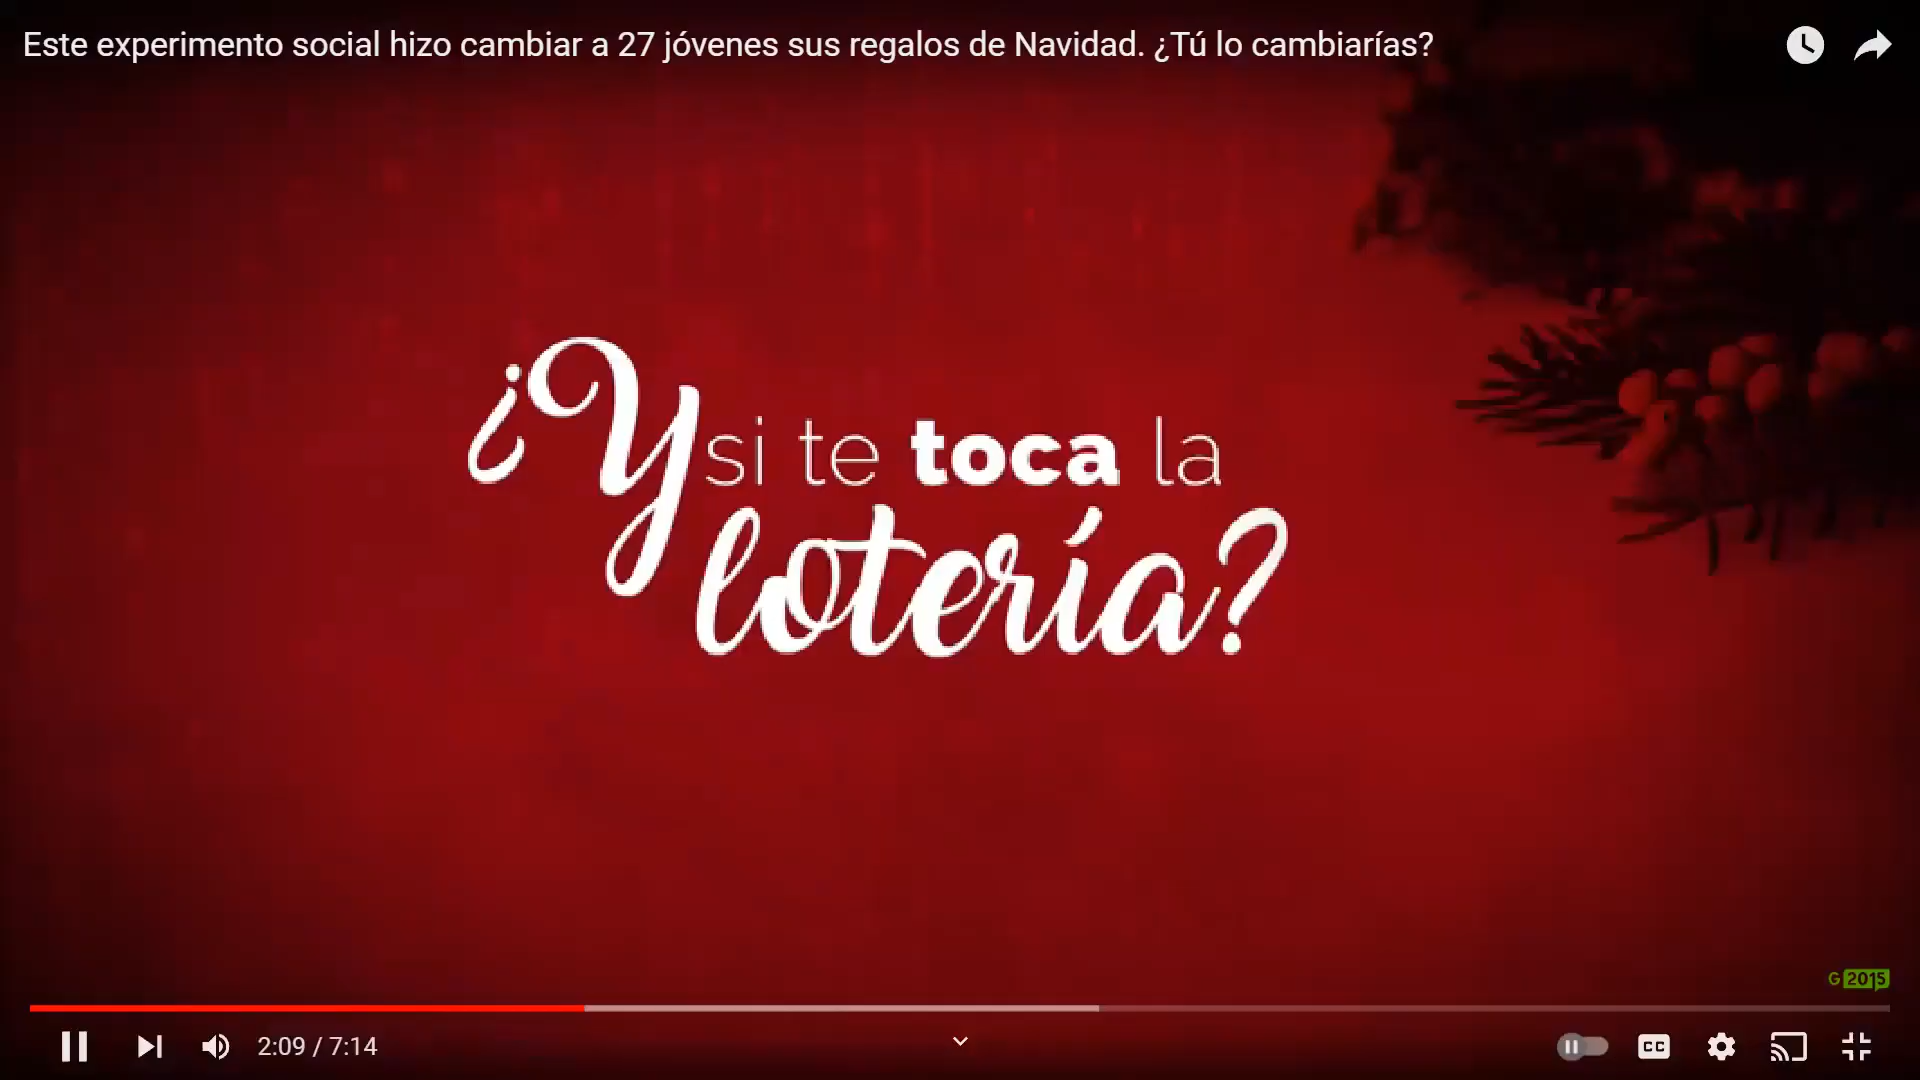 Este experimento social hizo cambiar a 27 jóvenes sus regalos de Navidad. ¿Tú lo cambiarías?
¿Y si te toca la
lotería?
G 2015
2:09 / 7:14
CC